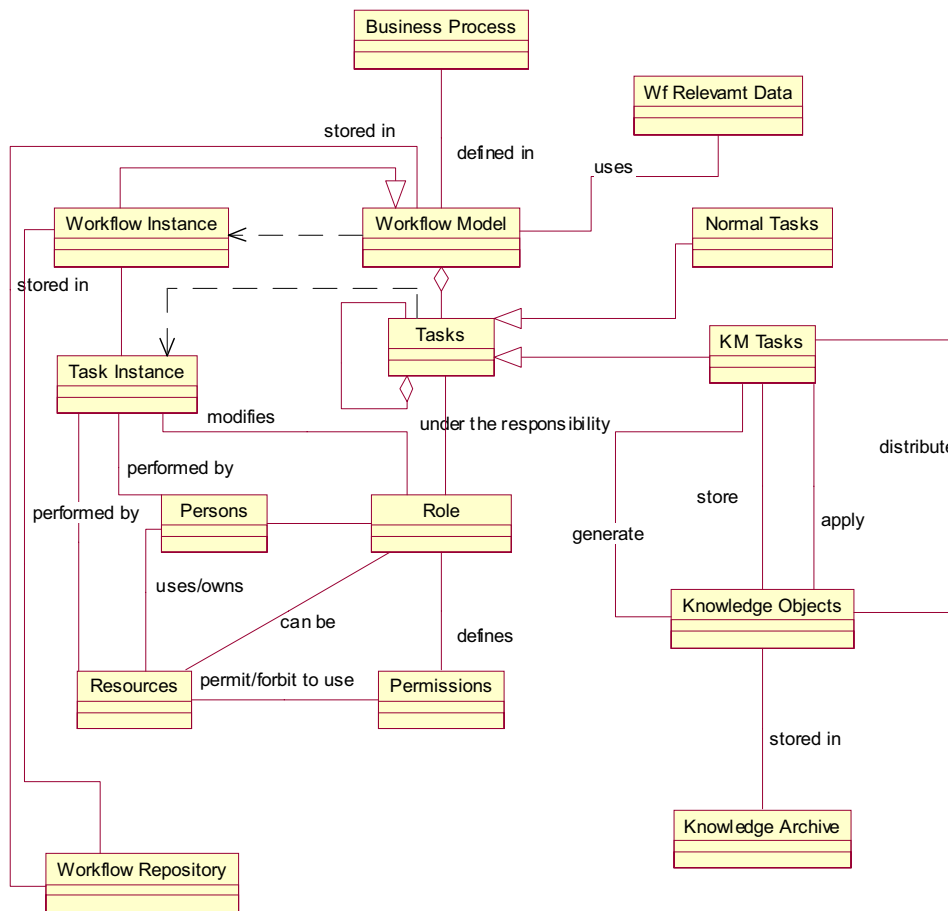 Business Process
Wf Relevamt Data
stored in
defined in
uses
Workflow Instance
Workflow Model
Normal Tasks
stored in
Tasks
KM Tasks
Task Instance
modifies
under the responsibility
distribute
performed by
store
performed by
Persons
Role
generate
apply
uses/owns
Knowledge Objects
can be
defines
Resources
permit/forbit to use
Permissions
stored in
Knowledge Archive
Workflow Repository